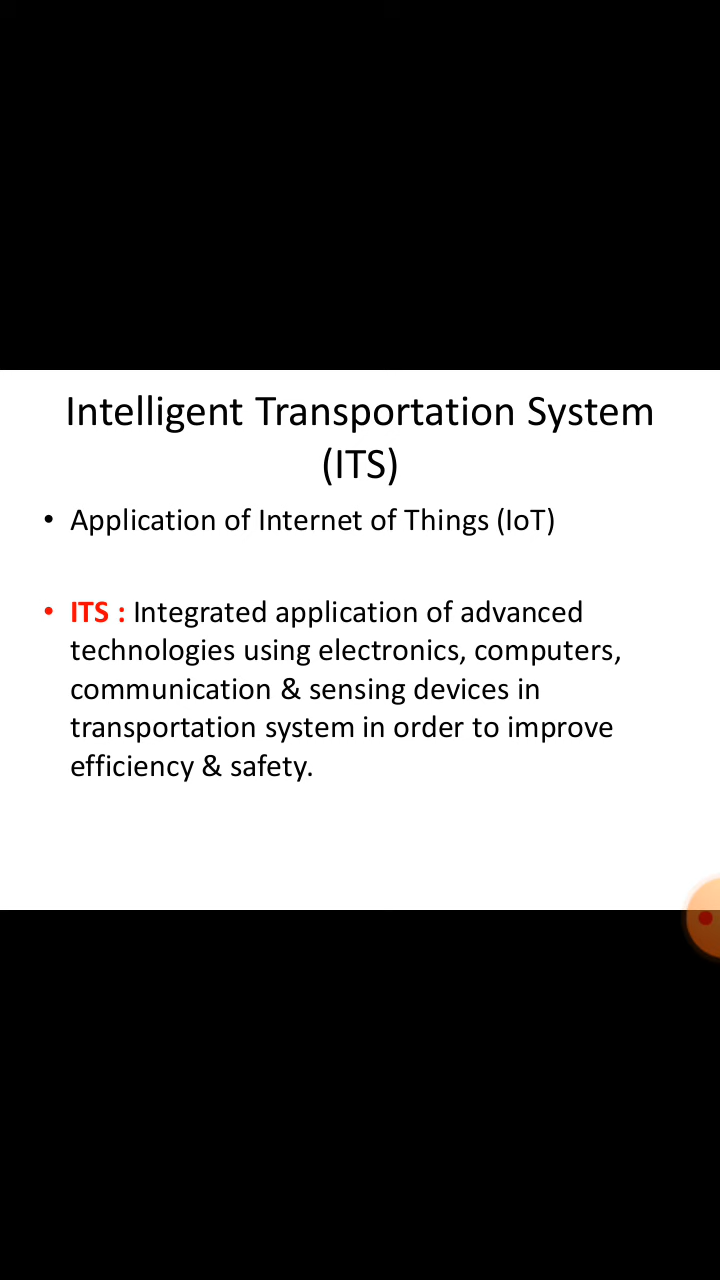 Intelligent Transportation System
(ITS)
• Application of Internet of Things (IoT)
• ITS : Integrated application of advanced
technologies using electronics, computers,
communication & sensing devices in
transportation system in order to improve
efficiency & safety.